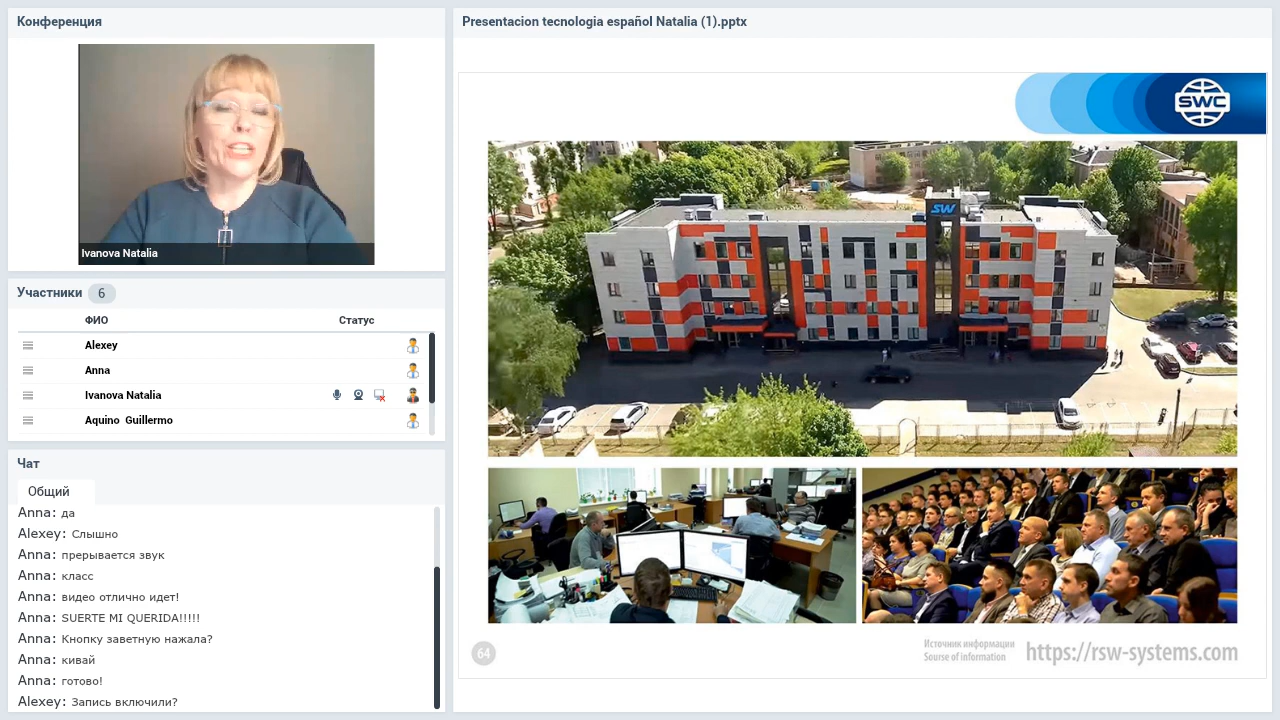 Конференция
Ivanova Natalia
Участники 6
ФИО Статус
Alexey
Anna
Ivanova Natalia
Aquino Guillermo
Чат
Общий
Anna: да
Alexey: Слышно
Anna: прерывается звук
Anna: класс
Anna: видео отлично идет!
Anna: SUERTE MI QUERIDA!!!!!
Anna: Кнопку заветную нажала?
Anna: кивай
Anna: готово!
Alexey: Запись включили?
Presentacion tecnologia español Natalia (1).pptx
SWC
SW
64
Источник информации
Sourse of information
https://rsw-systems.com